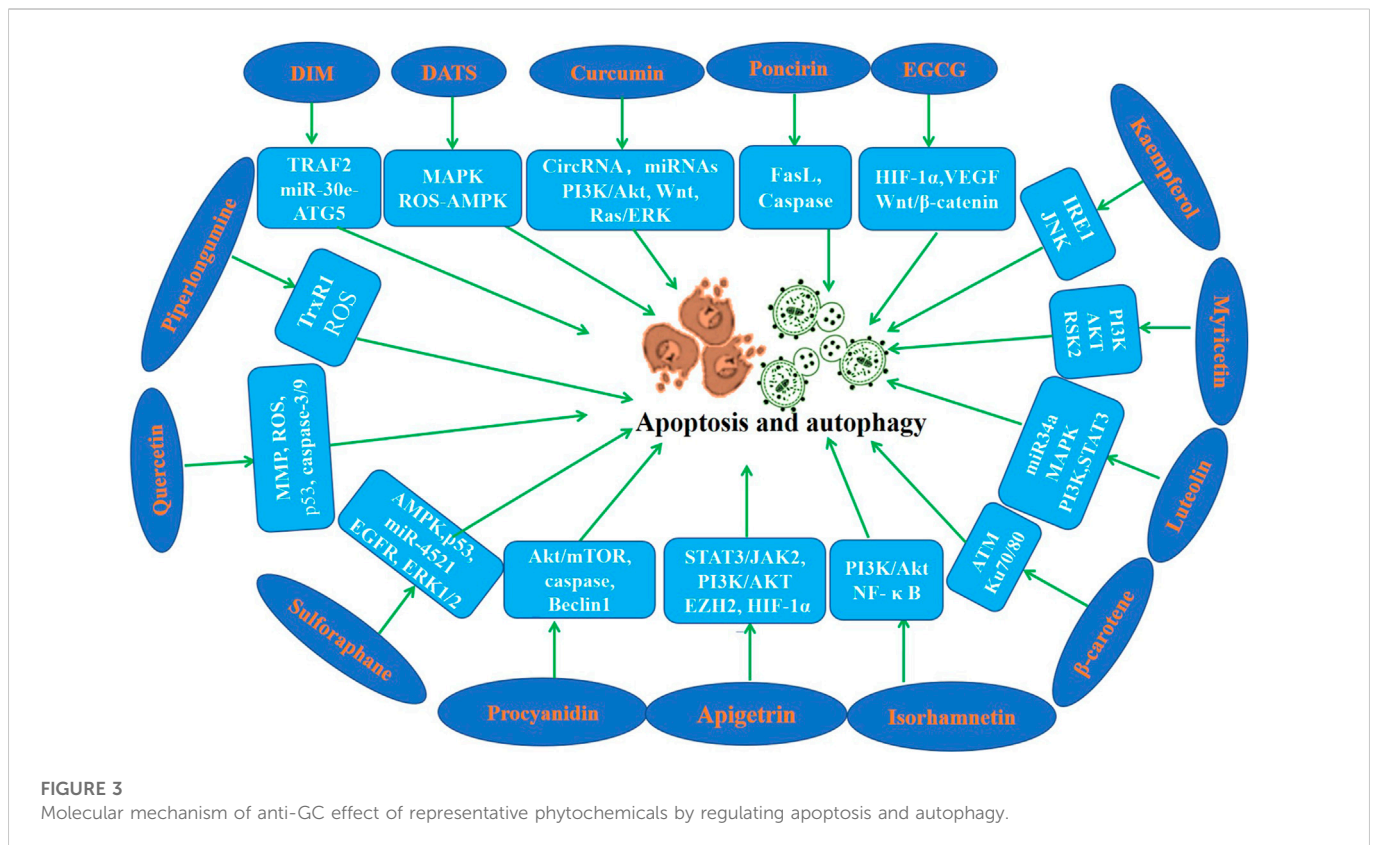 DIM
DATS
Curcumin
Poncirin
EGCG
Kaempferol
Myricetin
Luteolin
β-carotene
Isorhamnetin
Apigetrin
Procyanidin
Sulforaphane
Quercetin
Piperlongumine
TRAF2
miR-30e-
ATG5
MAPK
ROS-AMPK
CircRNA, miRNAs
PI3K/Akt, Wnt,
Ras/ERK
FasL,
Caspase
HIF-1α,VEGF
Wnt/β-catenin
IRE1
JNK
PI3K
AKT
RSK2
miR34a
MAPK
PI3K,STAT3
ATM
Ku70/80
PI3K/Akt
NF- κ B
STAT3/JAK2,
PI3K/AKT
EZH2, HIF-1α
Akt/mTOR,
caspase,
Beclin1
AMPK,p53,
miR-4521
EGFR, ERK1/2
MMP, ROS,
p53, caspase-3/9
TrxR1
ROS
Apoptosis and autophagy
FIGURE 3
Molecular mechanism of anti-GC effect of representative phytochemicals by regulating apoptosis and autophagy.